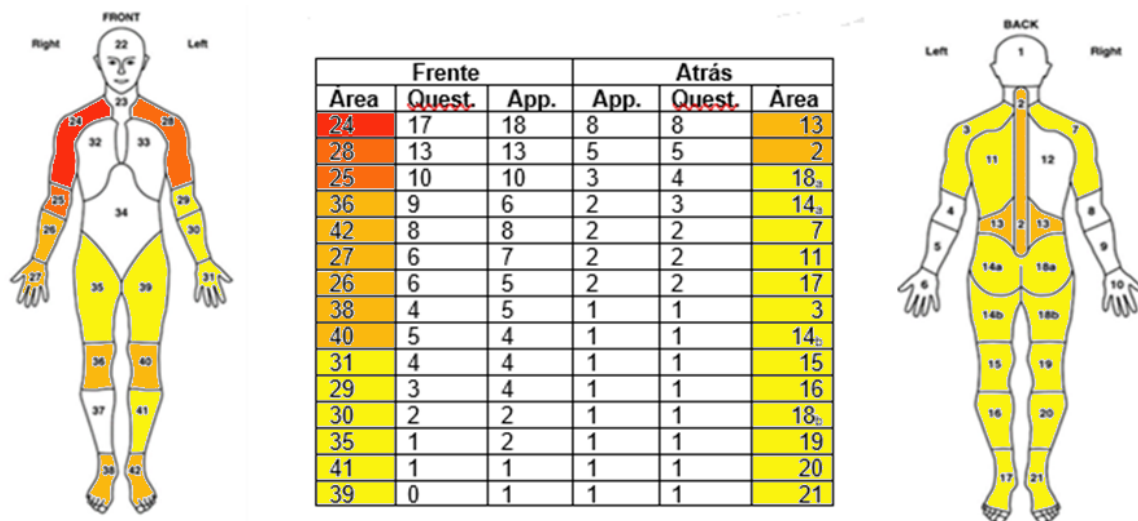 FRONT
Right
Left
22
23
24
28
32
33
25
29
34
26
30
27
31
35
39
36
40
37
41
38
42
Frente Atrás
Área Quest. App. App. Quest. Área
24 17 18 8 8 13
28 13 13 5 5 2
25 10 10 3 4 18a
36 9 6 2 3 14a
42 8 8 2 2 7
27 6 7 2 2 11
26 6 5 2 2 17
38 4 5 1 1 3
40 5 4 1 1 14b
31 4 4 1 1 15
29 3 4 1 1 16
30 2 2 1 1 18b
35 1 2 1 1 19
41 1 1 1 1 20
39 0 1 1 1 21
BACK
Left
Right
1
2
3
7
11
12
4
8
13
2
13
5
9
14a
18a
6
10
14b
18b
15
19
16
20
17
21